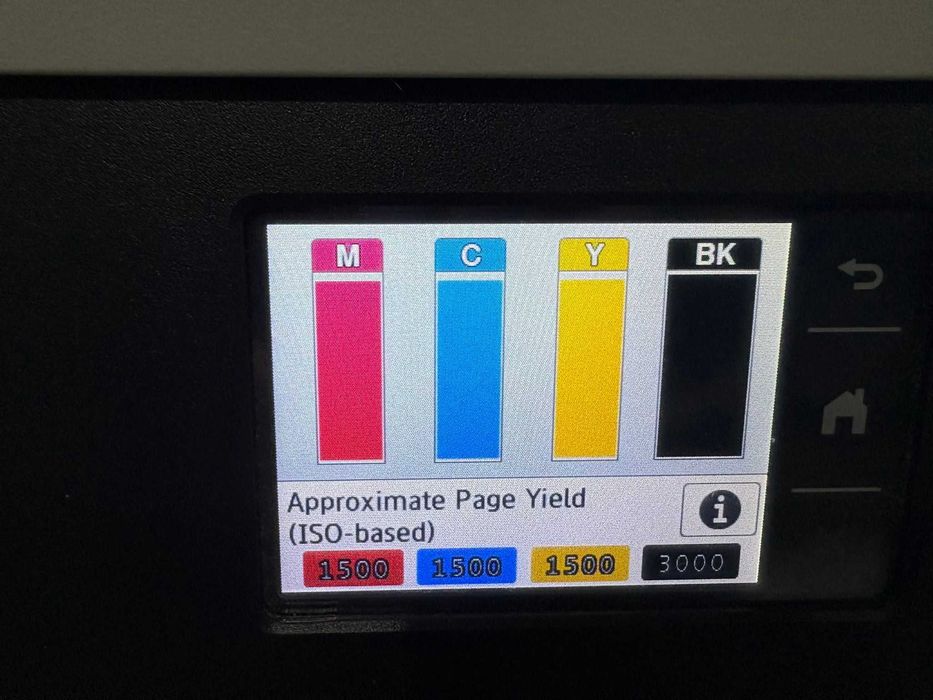 M C Y BK
Approximate Page Yield
(ISO-based)
1500 1500 1500 3000